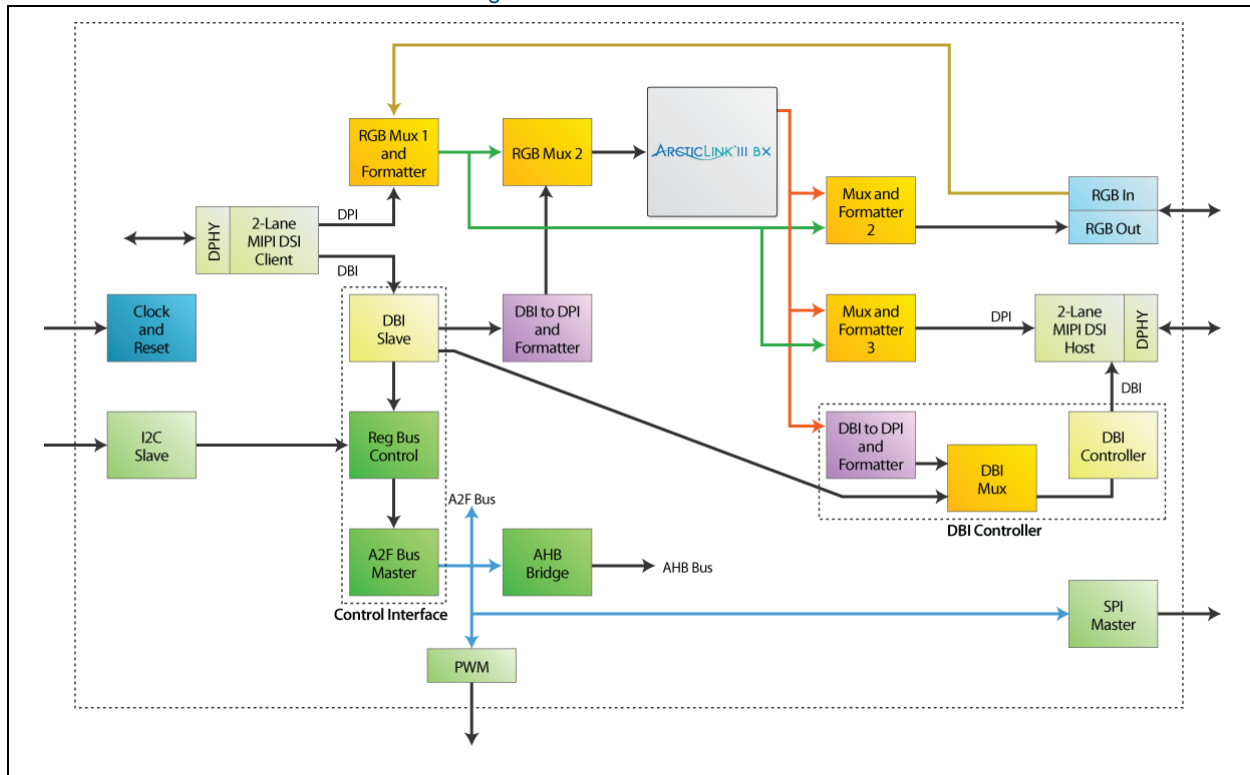 RGB Mux 1
and
Formatter
RGB Mux 2
ARCTICLINK III BX
Mux and
Formatter
2
RGB In
RGB Out
DPHY
2-Lane
MIPI DSI
Client
DPI
DBI
Clock
and
Reset
DBI
Slave
DBI to DPI
and
Formatter
Mux and
Formatter
3
DPI
2-Lane
MIPI DSI
Host
DPHY
DBI
I2C
Slave
Reg Bus
Control
DBI to DPI
and
Formatter
DBI
Mux
DBI
Controller
DBI Controller
A2F Bus
A2F Bus
Master
AHB
Bridge
AHB Bus
Control Interface
SPI
Master
PWM